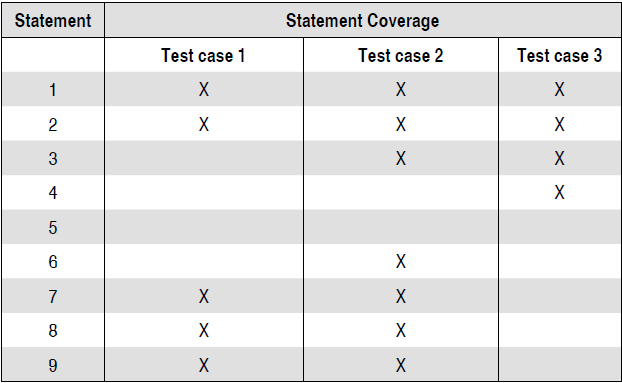 Statement Statement Coverage
Test case 1 Test case 2 Test case 3
1 X X X
2 X X X
3 X X
4 X
5
6 X
7 X X
8 X X
9 X X